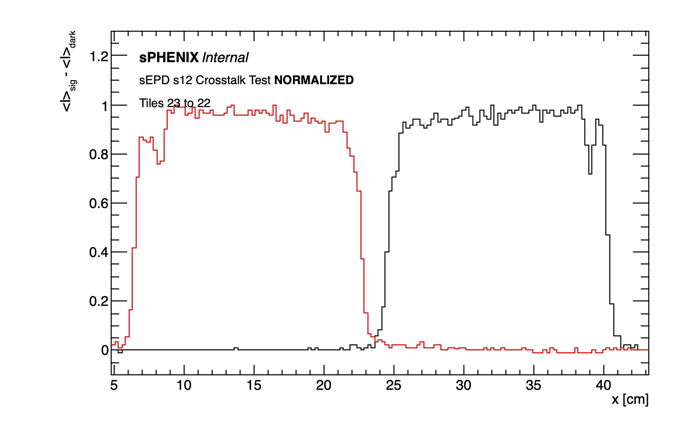 <I>sig - <I>dark
1.2
1
0.8
0.6
0.4
0.2
0
sPHENIX Internal
sEPD s12 Crosstalk Test NORMALIZED
Tiles 23 to 22
5 10 15 20 25 30 35 40
x [cm]